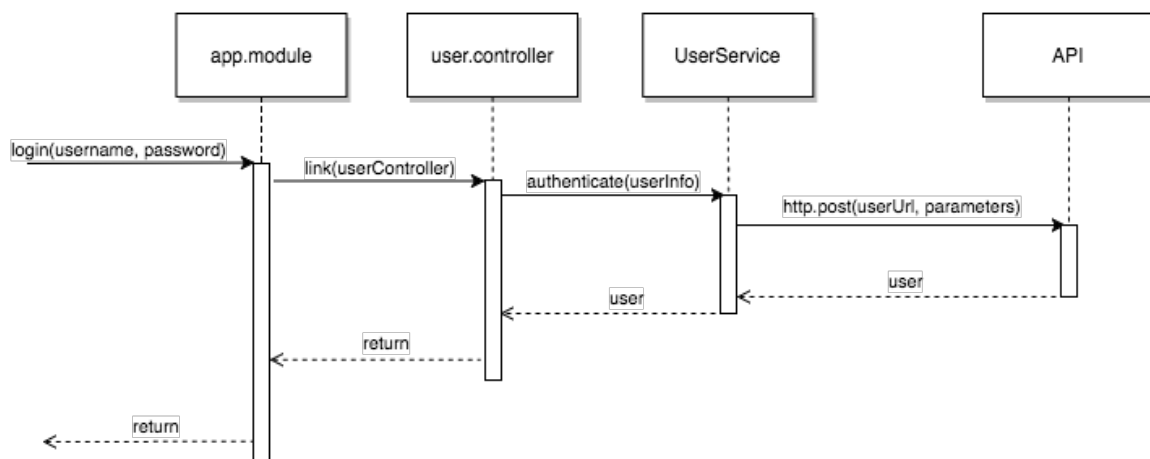 app.module
user.controller
UserService
API
login(username, password)
link(userController)
authenticate(userInfo)
http.post(userUrl, parameters)
user
user
return
return